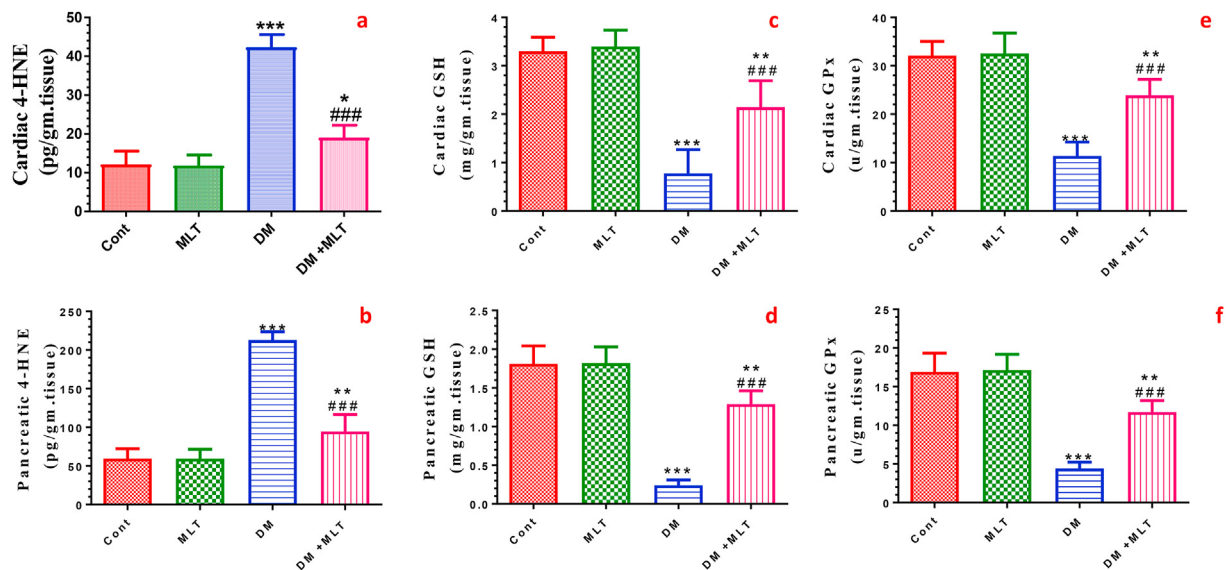 a
Cardiac 4-HNE
(pg/gm.tissue)
50
40
30
20
10
0
***
*
###
Cont
MLT
DM
DM +MLT
c
Cardiac GSH
(mg/gm.tissue)
4
3
2
1
0
***
**
###
Cont
MLT
DM
DM +MLT
e
Cardiac GPx
(u/gm.tissue)
40
30
20
10
0
***
**
###
Cont
MLT
DM
DM +MLT
b
Pancreatic 4-HNE
(pg/gm.tissue)
250
200
150
100
50
0
***
**
###
Cont
MLT
DM
DM +MLT
d
Pancreatic GSH
(mg/gm.tissue)
2.5
2.0
1.5
1.0
0.5
0.0
***
**
###
Cont
MLT
DM
DM +MLT
f
Pancreatic GPx
(u/gm.tissue)
25
20
15
10
5
0
***
**
###
Cont
MLT
DM
DM +MLT